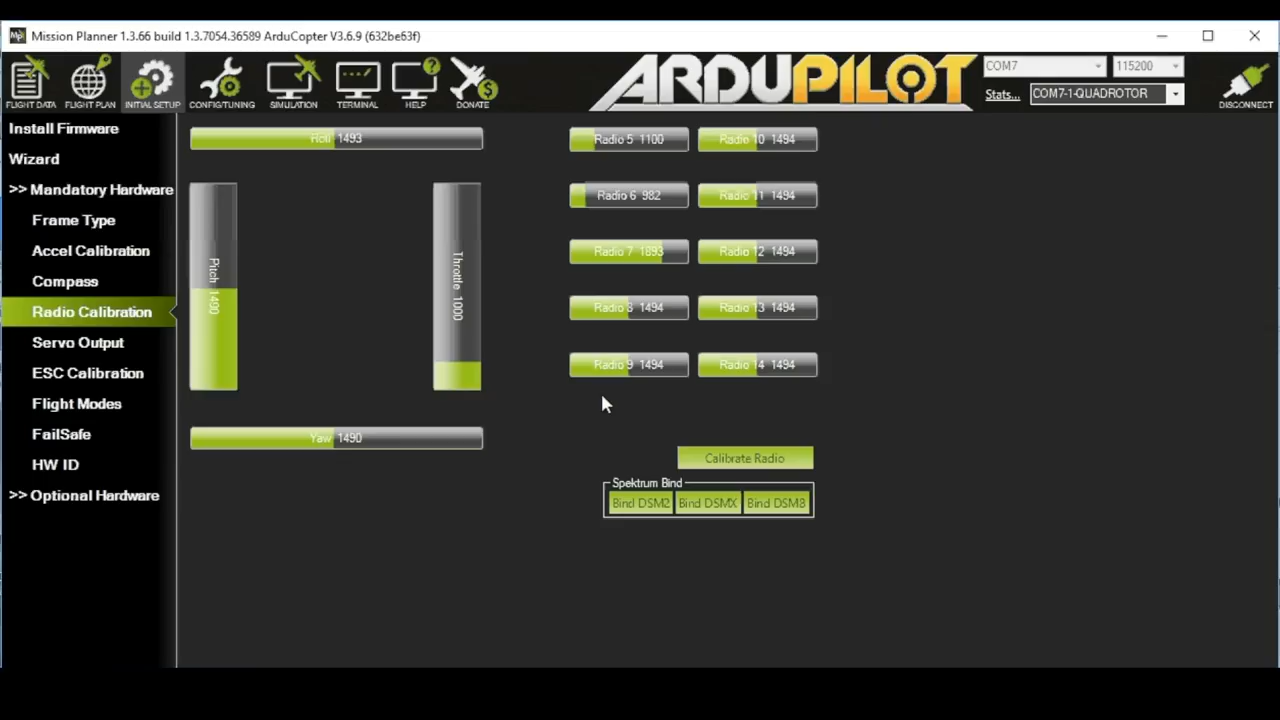 Mission Planner 1.3.66 build 1.3.7054.36589 ArduCopter V3.6.9 (632be63f)
FLIGHT DATA FLIGHT PLAN INITIAL SETUP CONFIG/TUNING SIMULATION TERMINAL HELP DONATE
ARDUPILOT
COM7 115200
Stats... COM7-1-QUADROTOR
DISCONNECT
Install Firmware
Wizard
>> Mandatory Hardware
Frame Type
Accel Calibration
Compass
Radio Calibration
Servo Output
ESC Calibration
Flight Modes
FailSafe
HW ID
>> Optional Hardware
Roll 1493
Pitch 1490
Throttle 1000
Yaw 1490
Radio 5 1100 Radio 10 1494
Radio 6 982 Radio 11 1494
Radio 7 1893 Radio 12 1494
Radio 8 1494 Radio 13 1494
Radio 9 1494 Radio 14 1494
Calibrate Radio
Spektrum Bind
Bind DSM2 Bind DSMX Bind DSM8